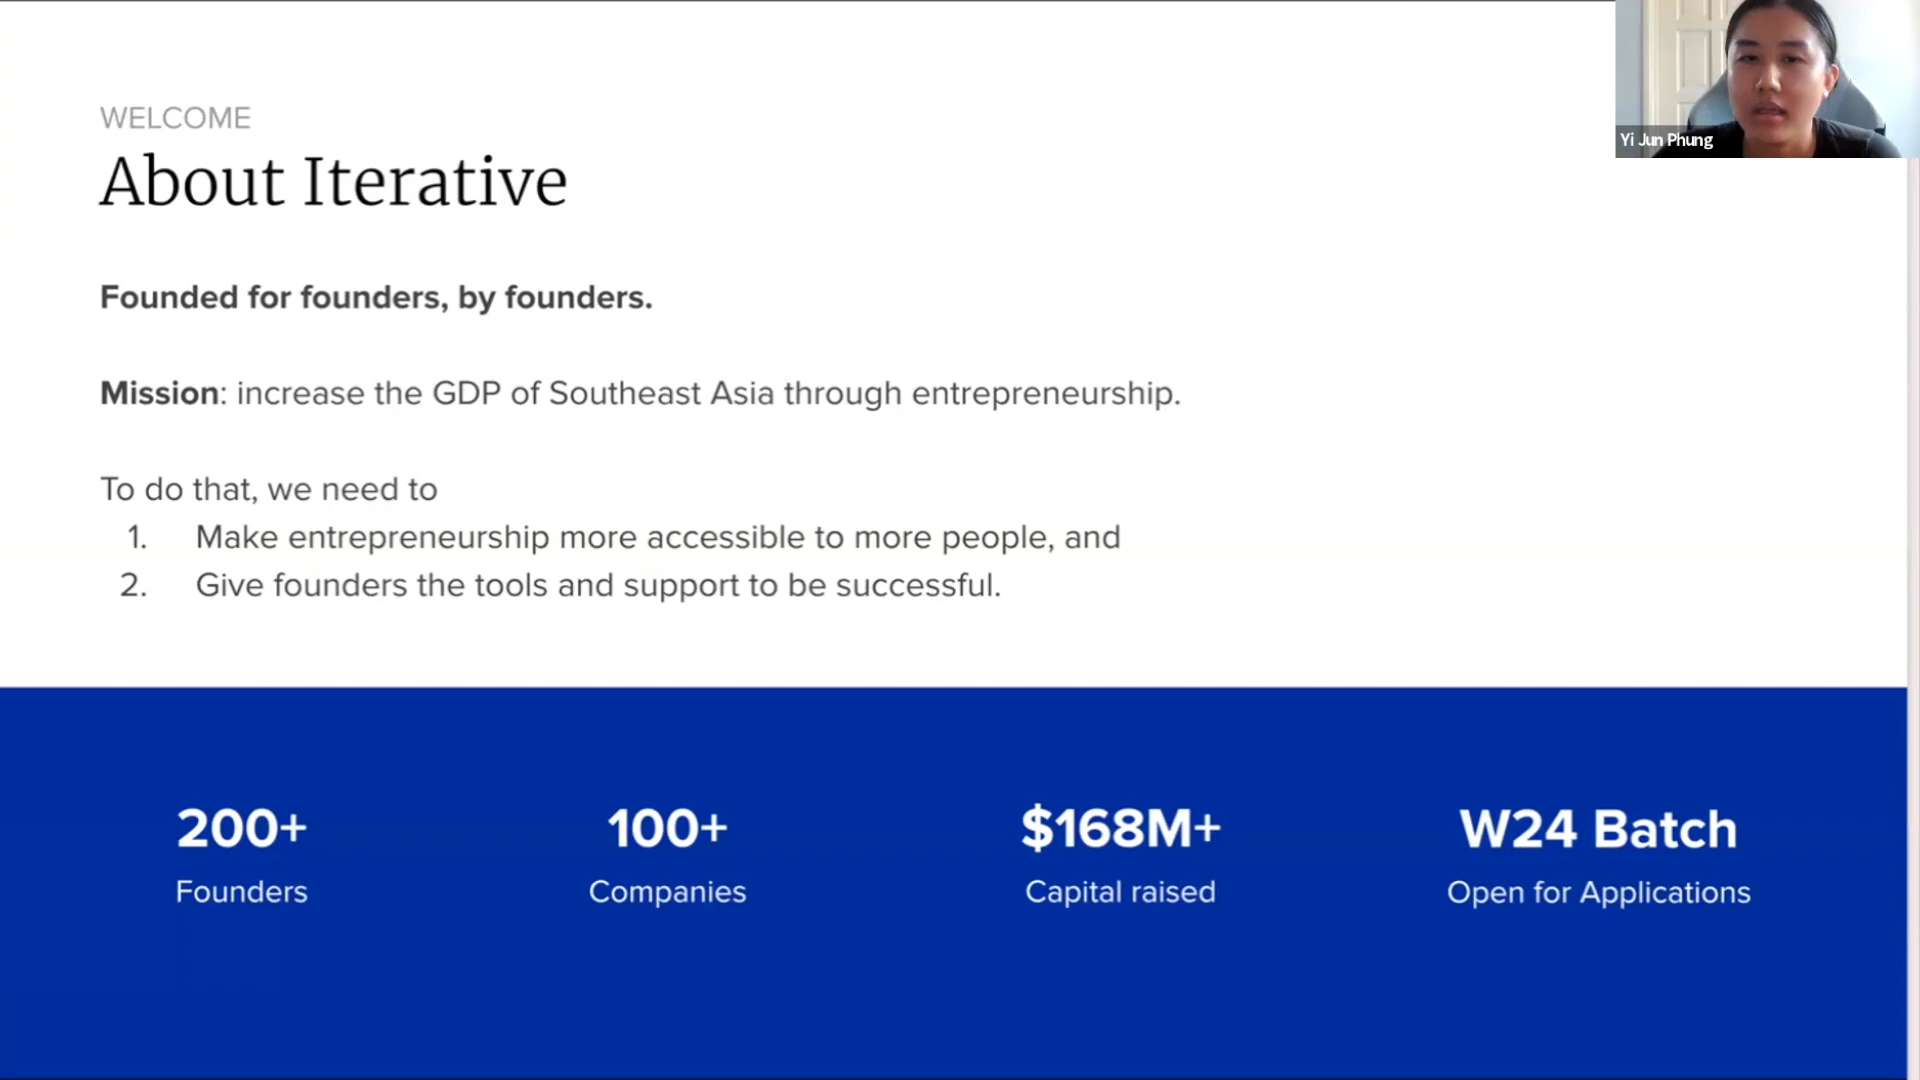 WELCOME
About Iterative
Founded for founders, by founders.
Mission: increase the GDP of Southeast Asia through entrepreneurship.
To do that, we need to
1. Make entrepreneurship more accessible to more people, and
2. Give founders the tools and support to be successful.
200+
Founders
100+
Companies
$168M+
Capital raised
W24 Batch
Open for Applications
Yi Jun Phung